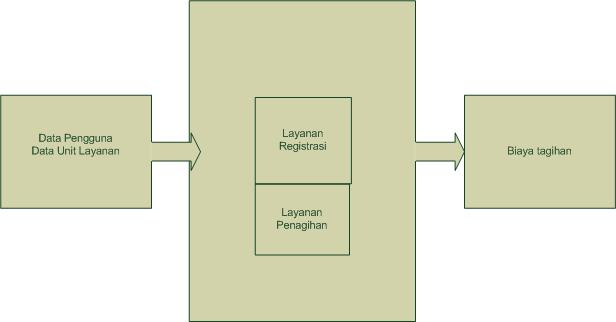 Data Pengguna
Data Unit Layanan
Layanan
Registrasi
Layanan
Penagihan
Biaya tagihan